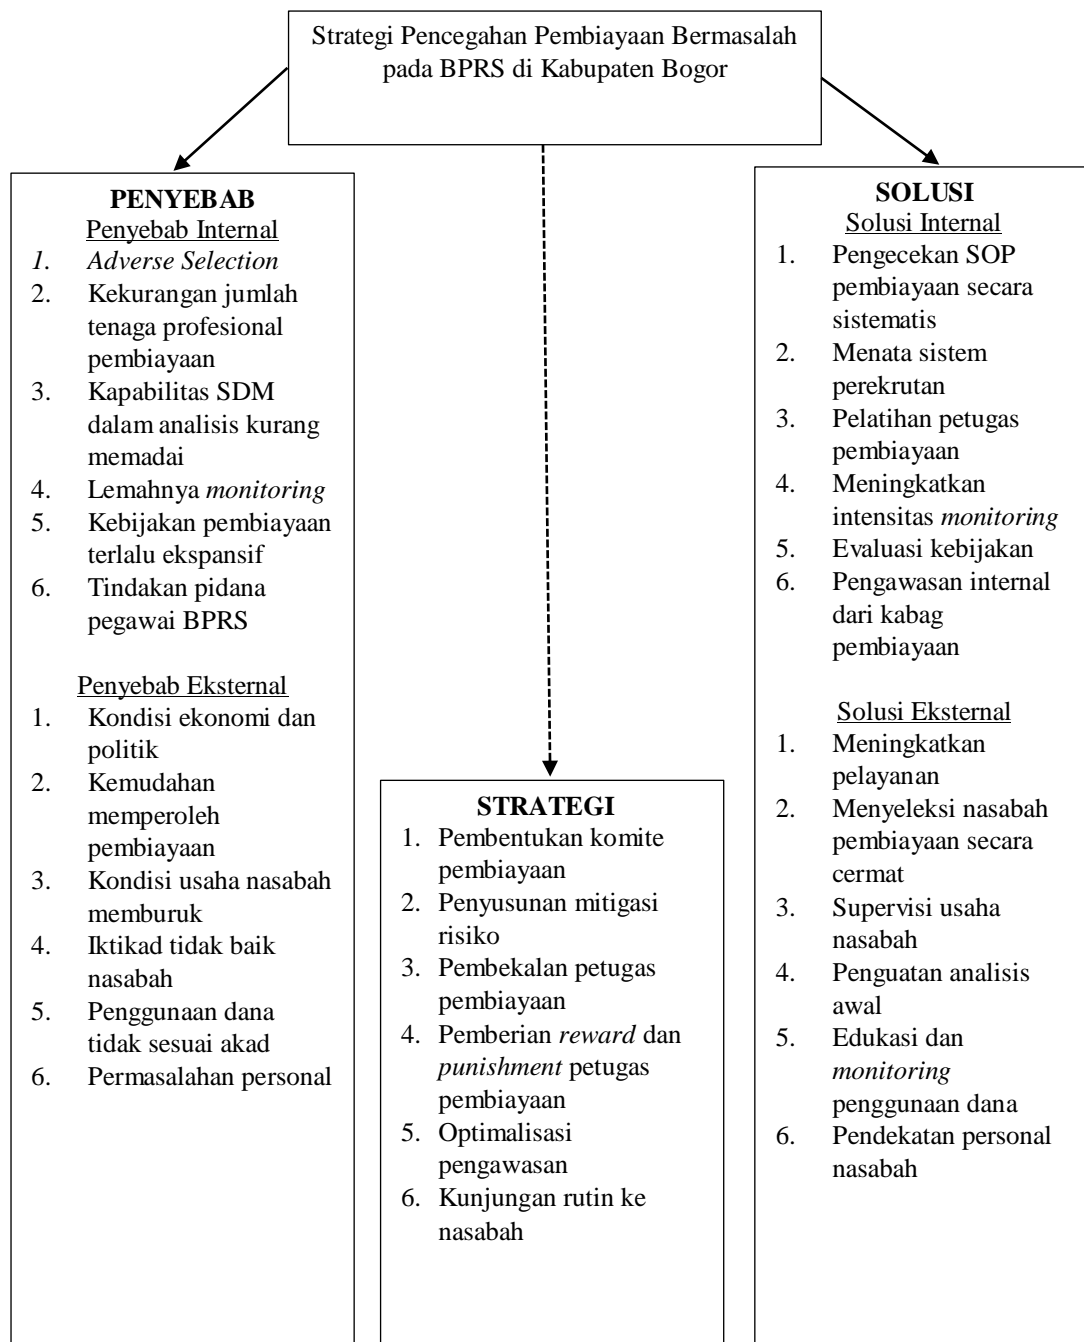 Strategi Pencegahan Pembiayaan Bermasalah
pada BPRS di Kabupaten Bogor
PENYEBAB
Penyebab Internal
1. Adverse Selection
2. Kekurangan jumlah
tenaga profesional
pembiayaan
3. Kapabilitas SDM
dalam analisis kurang
memadai
4. Lemahnya monitoring
5. Kebijakan pembiayaan
terlalu ekspansif
6. Tindakan pidana
pegawai BPRS
Penyebab Eksternal
1. Kondisi ekonomi dan
politik
2. Kemudahan
memperoleh
pembiayaan
3. Kondisi usaha nasabah
memburuk
4. Iktikad tidak baik
nasabah
5. Penggunaan dana
tidak sesuai akad
6. Permasalahan personal
STRATEGI
1. Pembentukan komite
pembiayaan
2. Penyusunan mitigasi
risiko
3. Pembekalan petugas
pembiayaan
4. Pemberian reward dan
punishment petugas
pembiayaan
5. Optimalisasi
pengawasan
6. Kunjungan rutin ke
nasabah
SOLUSI
Solusi Internal
1. Pengecekan SOP
pembiayaan secara
sistematis
2. Menata sistem
perekrutan
3. Pelatihan petugas
pembiayaan
4. Meningkatkan
intensitas monitoring
5. Evaluasi kebijakan
6. Pengawasan internal
dari kabag
pembiayaan
Solusi Eksternal
1. Meningkatkan
pelayanan
2. Menyeleksi nasabah
pembiayaan secara
cermat
3. Supervisi usaha
nasabah
4. Penguatan analisis
awal
5. Edukasi dan
monitoring
penggunaan dana
6. Pendekatan personal
nasabah